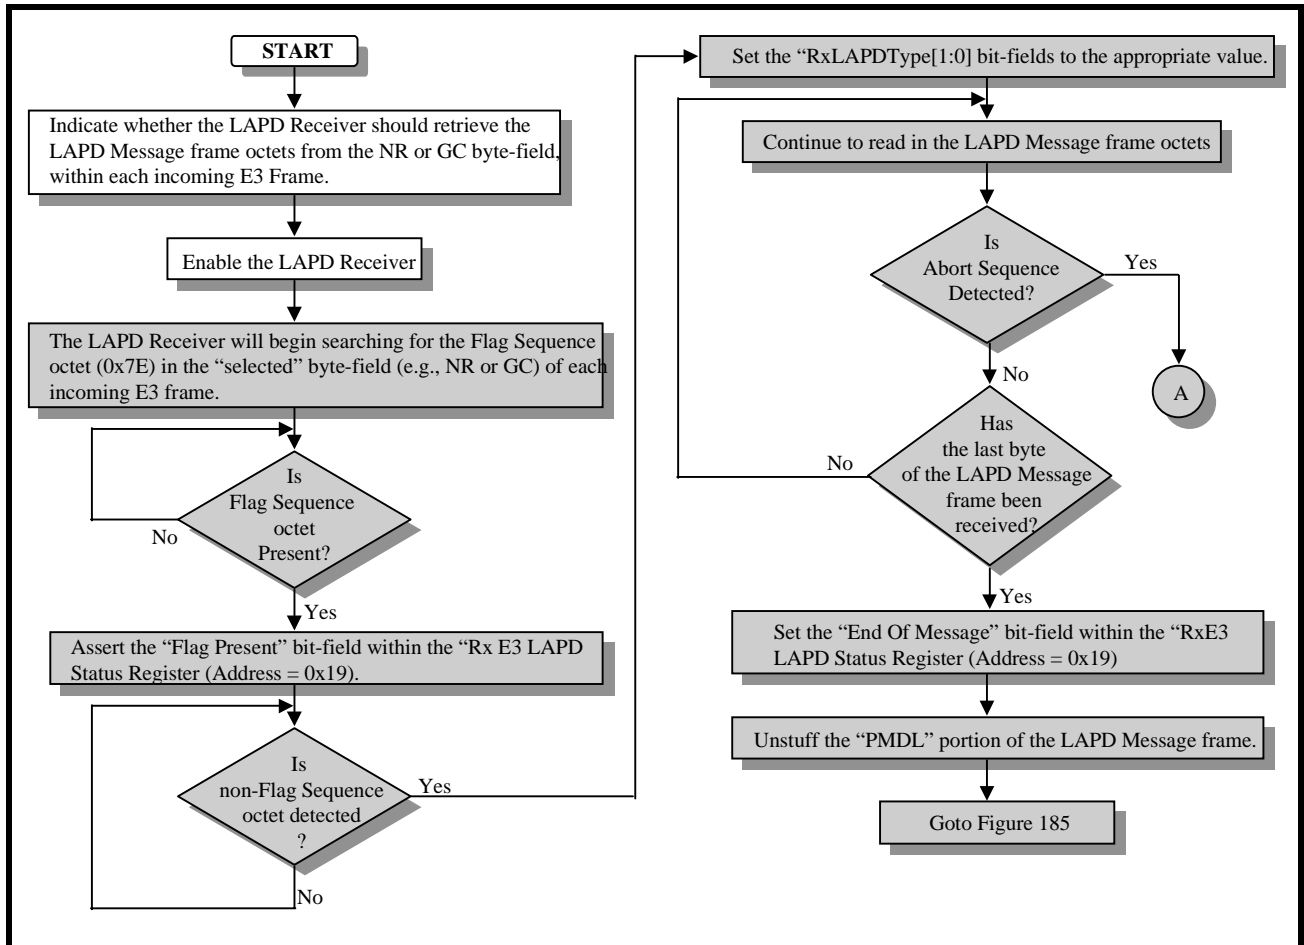 START
Indicate whether the LAPD Receiver should retrieve the
LAPD Message frame octets from the NR or GC byte-field,
within each incoming E3 Frame.
Enable the LAPD Receiver
The LAPD Receiver will begin searching for the Flag Sequence
octet (0x7E) in the “selected” byte-field (e.g., NR or GC) of each
incoming E3 frame.
Is
Flag Sequence
octet
Present?
No
Yes
Assert the “Flag Present” bit-field within the “Rx E3 LAPD
Status Register (Address = 0x19).
Is
non-Flag Sequence
octet detected
?
Yes
No
Set the “RxLAPDType[1:0] bit-fields to the appropriate value.
Continue to read in the LAPD Message frame octets
Is
Abort Sequence
Detected?
Yes
A
No
Has
the last byte
of the LAPD Message
frame been
received?
No
Yes
Set the “End Of Message” bit-field within the “RxE3
LAPD Status Register (Address = 0x19)
Unstuff the “PMDL” portion of the LAPD Message frame.
Goto Figure 185